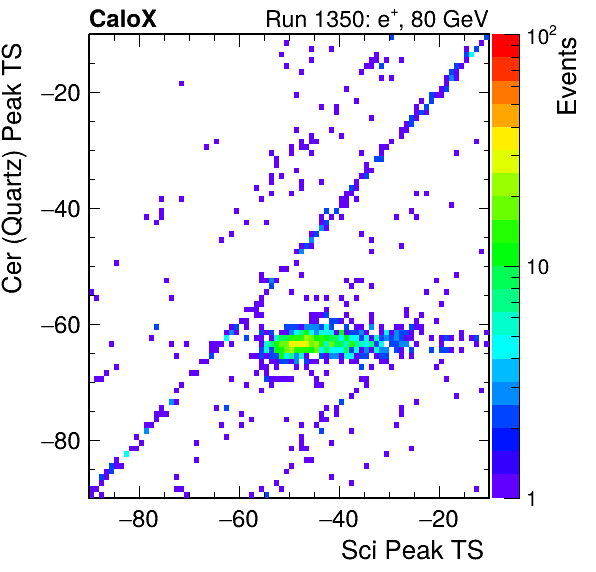 CaloX Run 1350: e+, 80 GeV
Cer (Quartz) Peak TS
−20
−40
−60
−80
−80 −60 −40 −20
Sci Peak TS
10²
10
1
Events